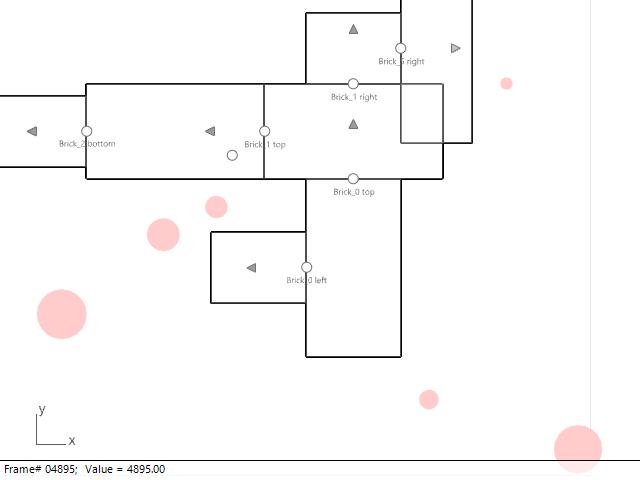 Brick_5 right
Brick_1 right
Brick_2 bottom
Brick_1 top
Brick_0 top
Brick_0 left
y
x
Frame# 04895; Value = 4895.00